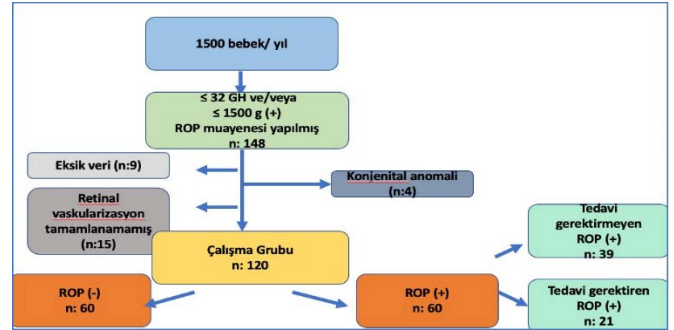 1500 bebek/ yıl
≤ 32 GH ve/veya
≤ 1500 g (+)
ROP muayenesi yapılmış
n: 148
Eksik veri (n:9)
Konjenital anomali
(n:4)
Retinal
vaskularizasyon
tamamlanamamış
(n:15)
Çalışma Grubu
n: 120
Tedavi
gerektirmeyen
ROP (+)
n: 39
ROP (-)
n: 60
ROP (+)
n: 60
Tedavi gerektiren
ROP (+)
n: 21